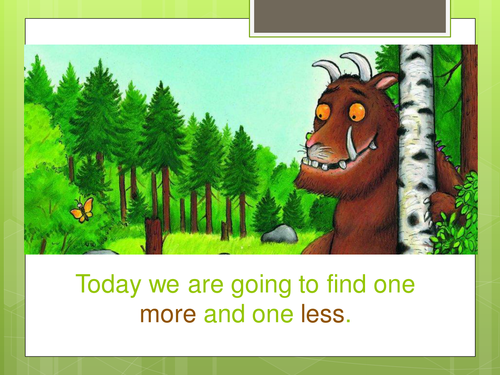 Today we are going to find one
more and one less.